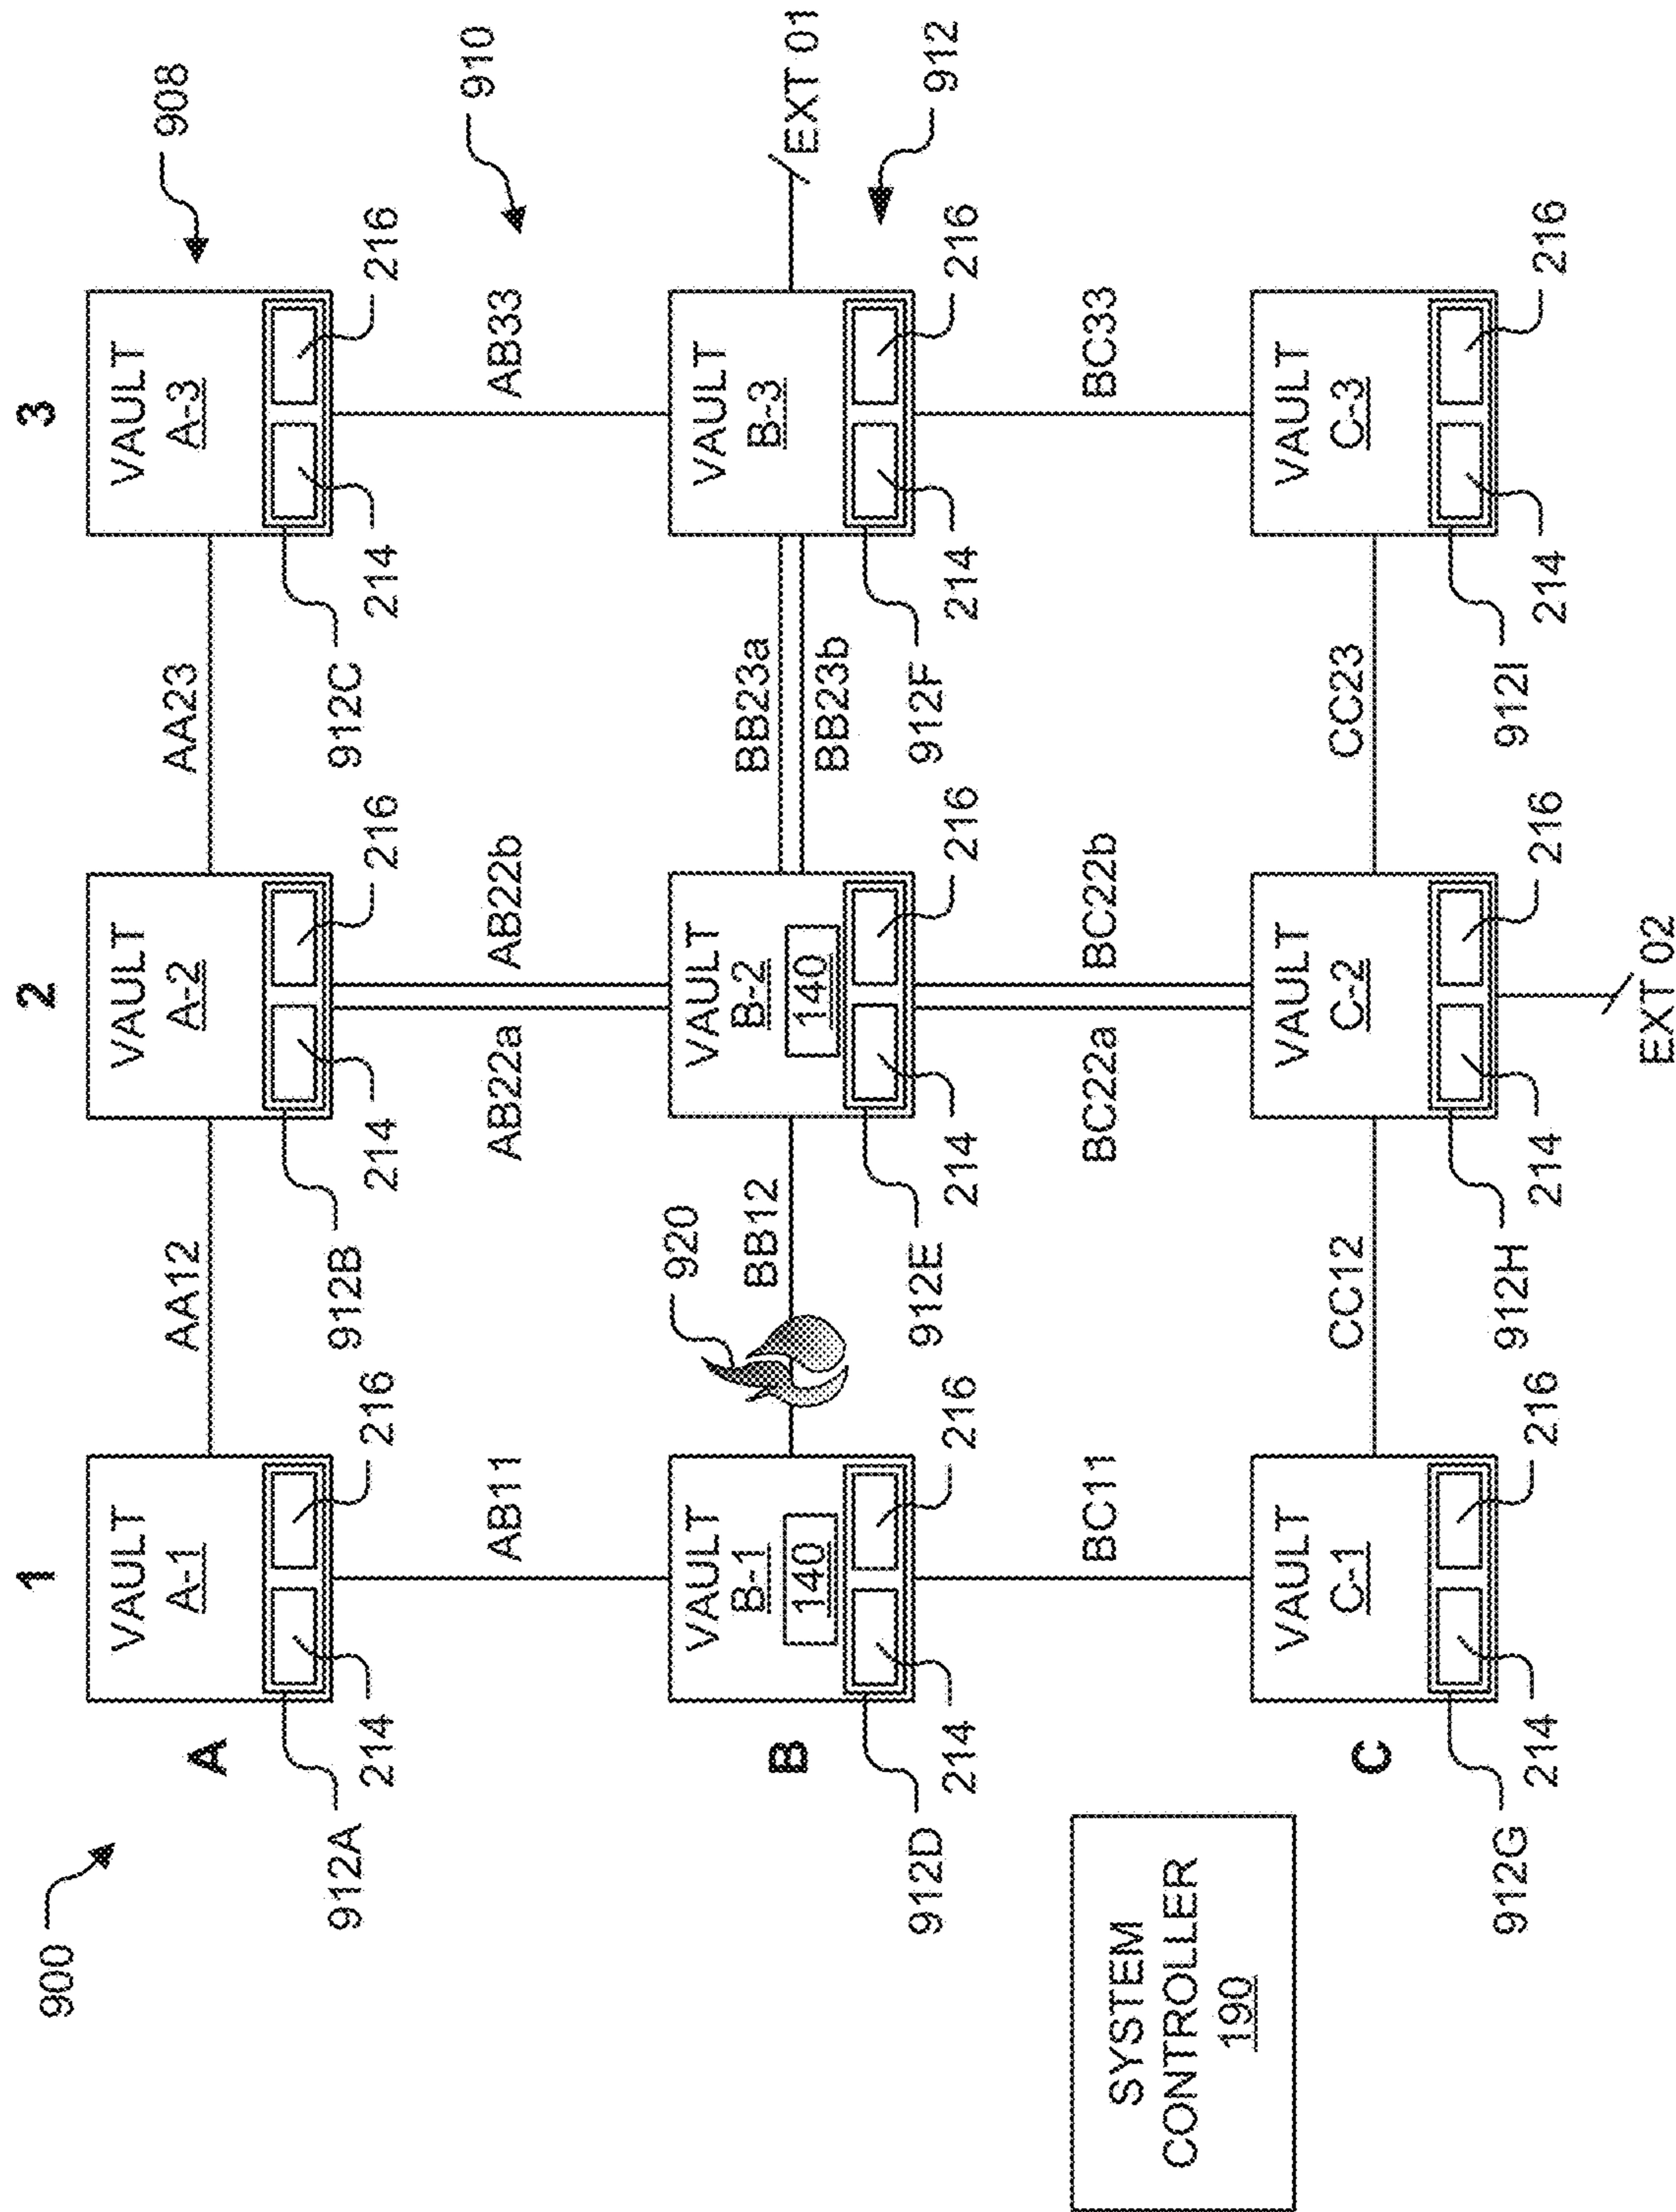 900
1
2
3
908
A
VAULT
A-1
AA12
VAULT
A-2
AA23
VAULT
A-3
912A
214
216
912B
214
216
912C
214
216
910
AB11
AB22a
AB22b
AB33
920
B
VAULT
B-1
140
BB12
VAULT
B-2
140
BB23a
BB23b
VAULT
B-3
EXT 01
912D
214
216
912E
214
216
912F
214
216
912
BC11
BC22a
BC22b
BC33
SYSTEM
CONTROLLER
190
C
VAULT
C-1
CC12
VAULT
C-2
CC23
VAULT
C-3
912G
214
216
912H
214
216
912I
214
216
EXT 02